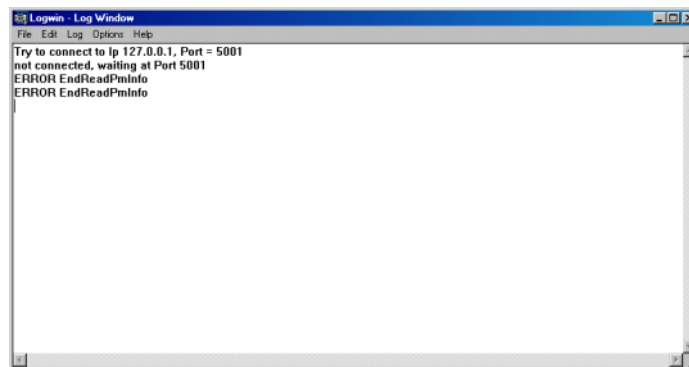 Logwin - Log Window
File Edit Log Options Help
Try to connect to Ip 127.0.0.1, Port = 5001
not connected, waiting at Port 5001
ERROR EndReadPmInfo
ERROR EndReadPmInfo